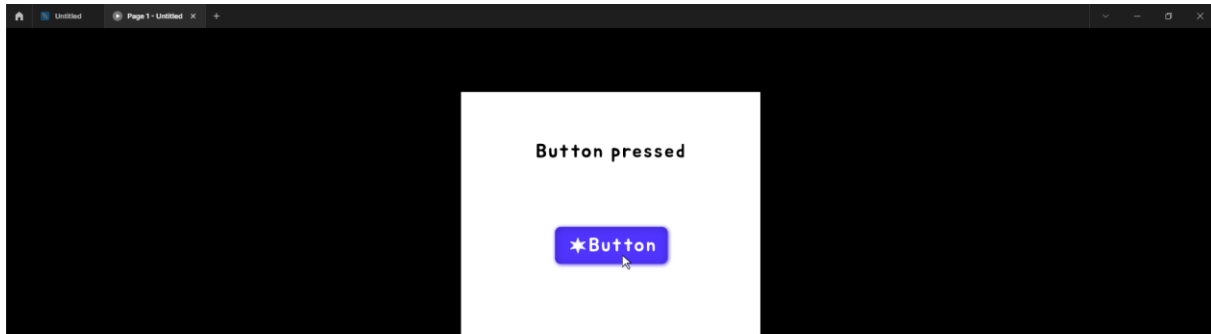 Untitled
Page 1 - Untitled
Button pressed
Button